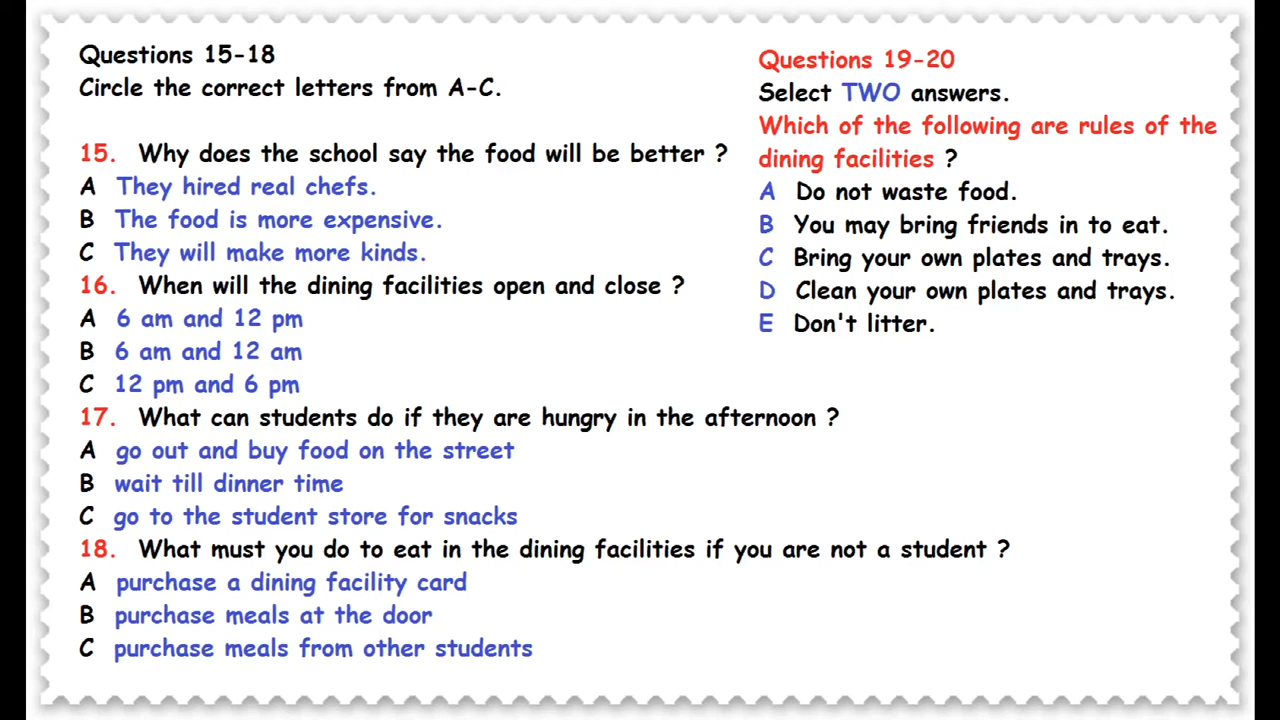 Questions 15-18
Circle the correct letters from A-C.
15. Why does the school say the food will be better ?
A They hired real chefs.
B The food is more expensive.
C They will make more kinds.
16. When will the dining facilities open and close ?
A 6 am and 12 pm
B 6 am and 12 am
C 12 pm and 6 pm
17. What can students do if they are hungry in the afternoon ?
A go out and buy food on the street
B wait till dinner time
C go to the student store for snacks
18. What must you do to eat in the dining facilities if you are not a student ?
A purchase a dining facility card
B purchase meals at the door
C purchase meals from other students
Questions 19-20
Select TWO answers.
Which of the following are rules of the
dining facilities ?
A Do not waste food.
B You may bring friends in to eat.
C Bring your own plates and trays.
D Clean your own plates and trays.
E Don't litter.